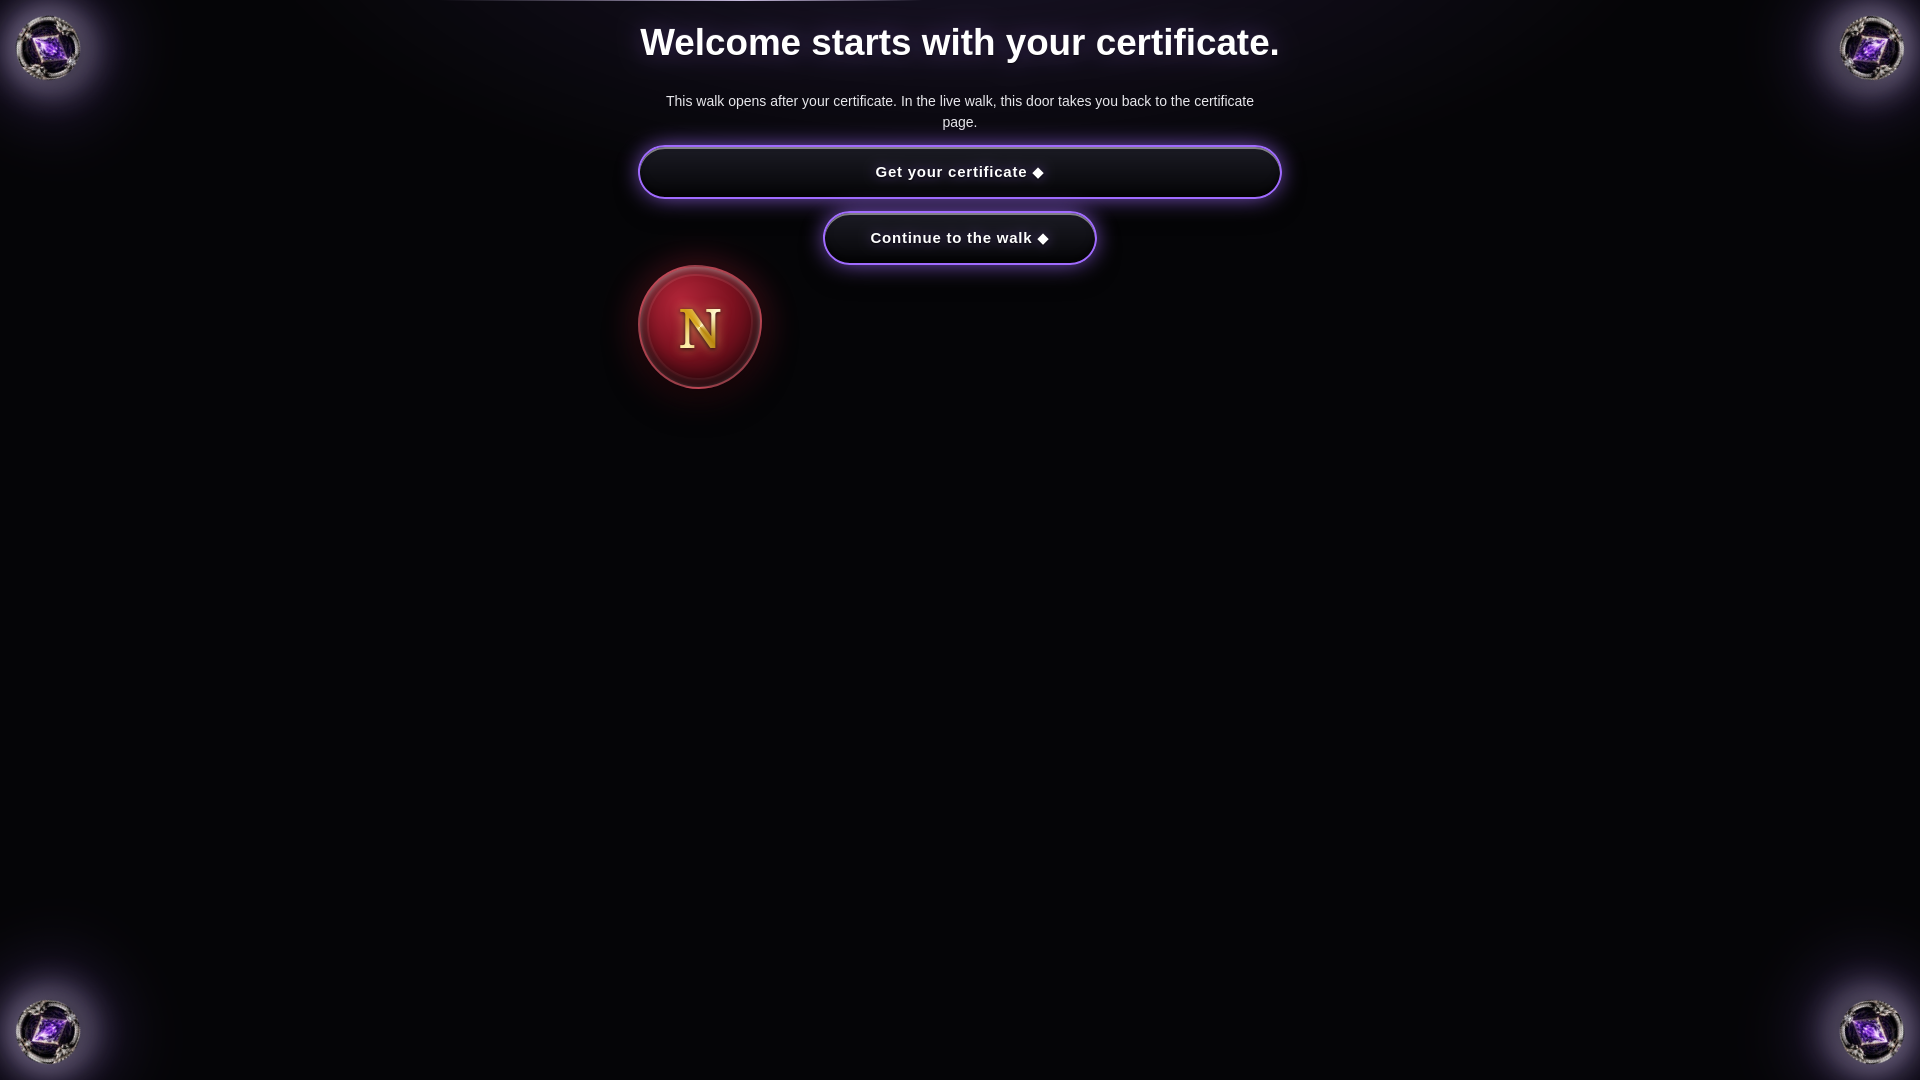 Welcome starts with your certificate.
This walk opens after your certificate. In the live walk, this door takes you back to the certificate
page.
Get your certificate ◆
Continue to the walk ◆
N